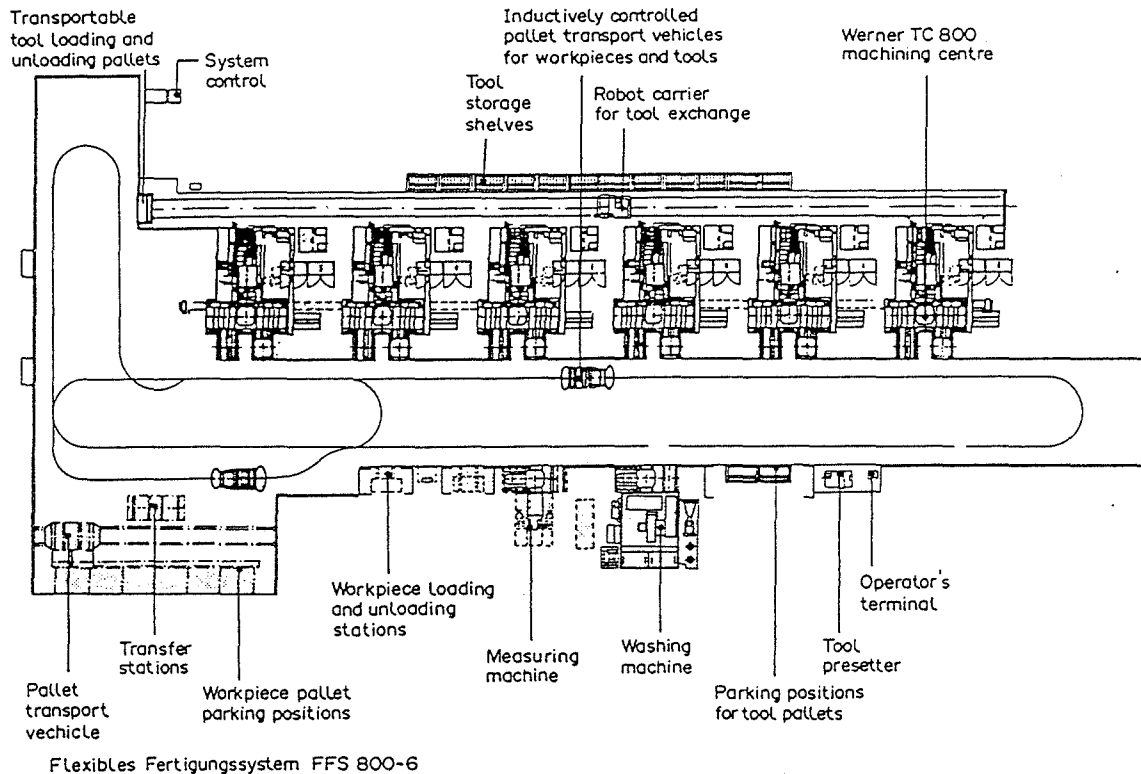 Transportable
tool loading and
unloading pallets
System
control
Inductively controlled
pallet transport vehicles
for workpieces and tools
Tool
storage
shelves
Robot carrier
for tool exchange
Werner TC 800
machining centre
Workpiece loading
and unloading
stations
Operator's
terminal
Transfer
stations
Measuring
machine
Washing
machine
Tool
presetter
Pallet
transport
vechicle
Workpiece pallet
parking positions
Parking positions
for tool pallets
Flexibles Fertigungssystem FFS 800-6